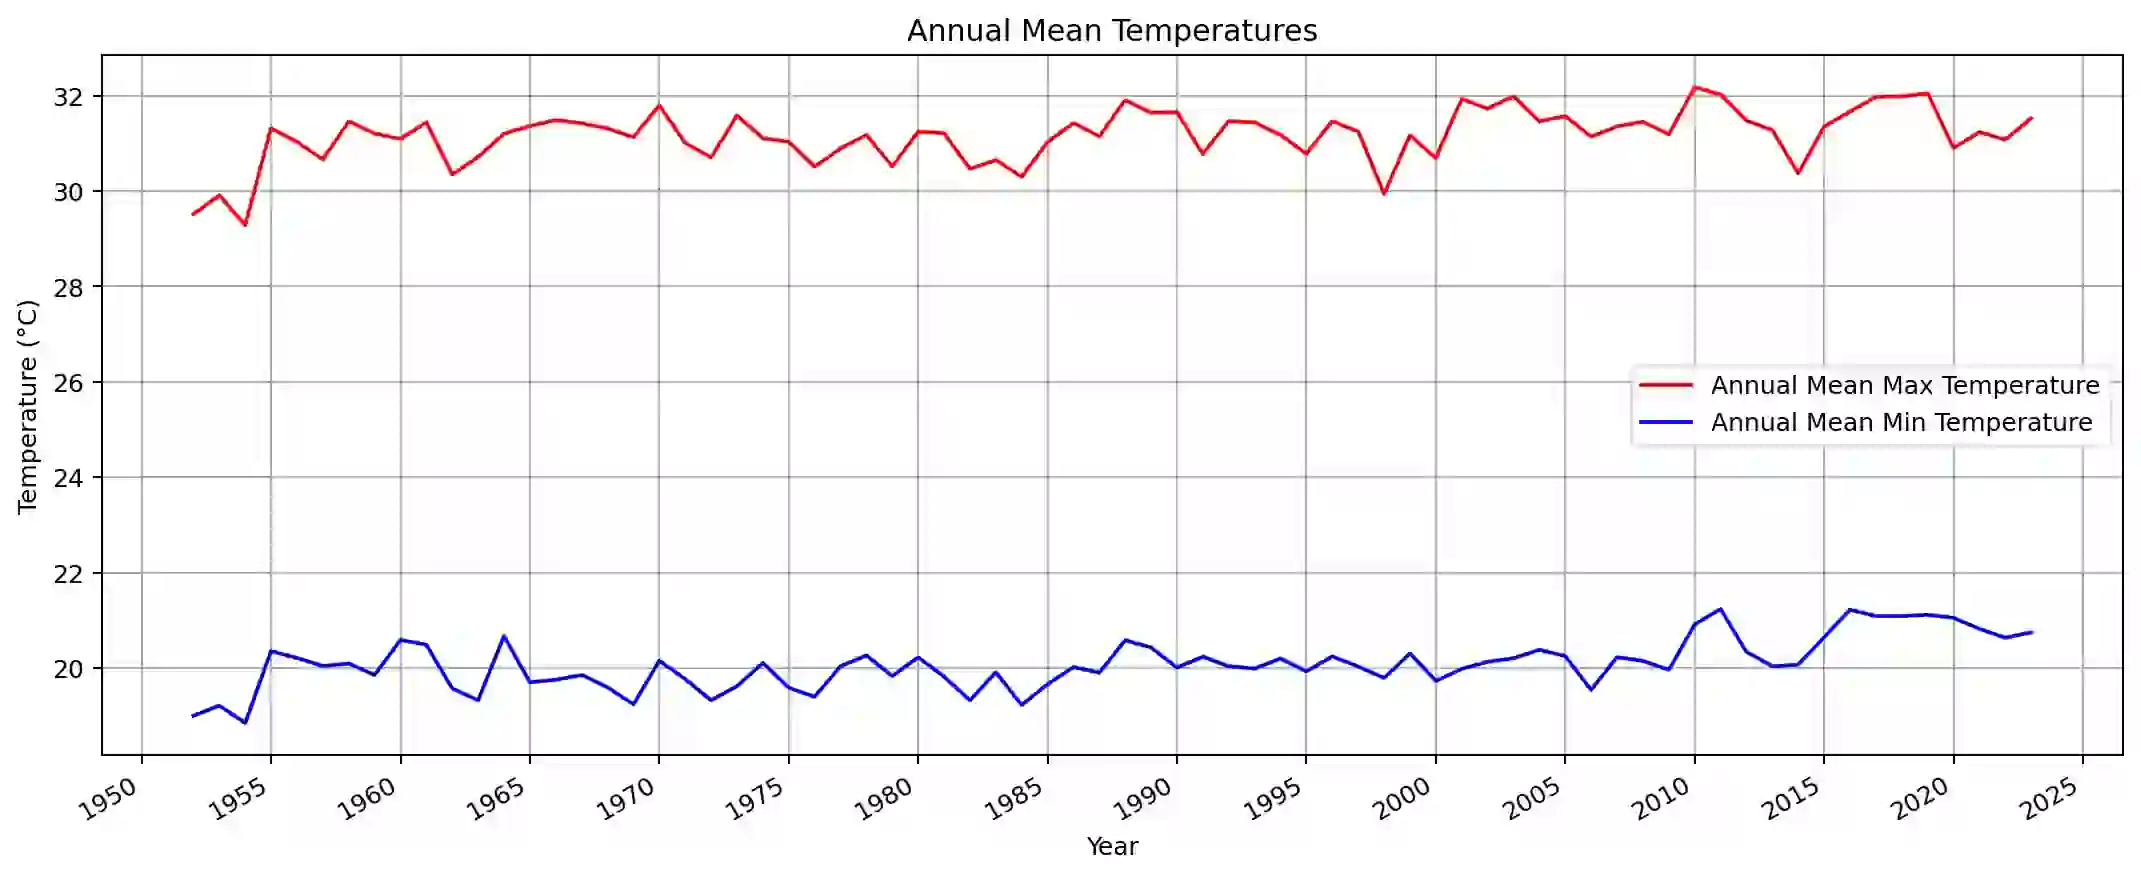 Annual Mean Temperatures
32
30
28
26
24
22
20
Temperature (°C)
Annual Mean Max Temperature
Annual Mean Min Temperature
1950 1955 1960 1965 1970 1975 1980 1985 1990 1995 2000 2005 2010 2015 2020 2025
Year